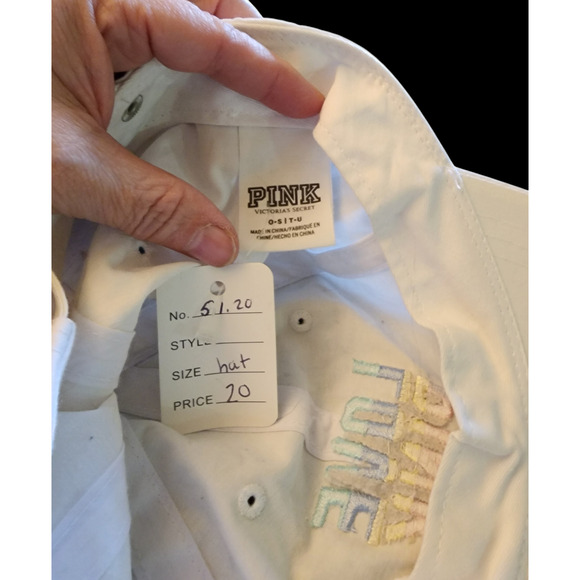 PINK
VICTORIA'S SECRET
O-S | T-U
MADE IN CHINA/FABRIQUÉ EN
CHINE/HECHO EN CHINA
No. 51.20
STYLE
SIZE hat
PRICE 20